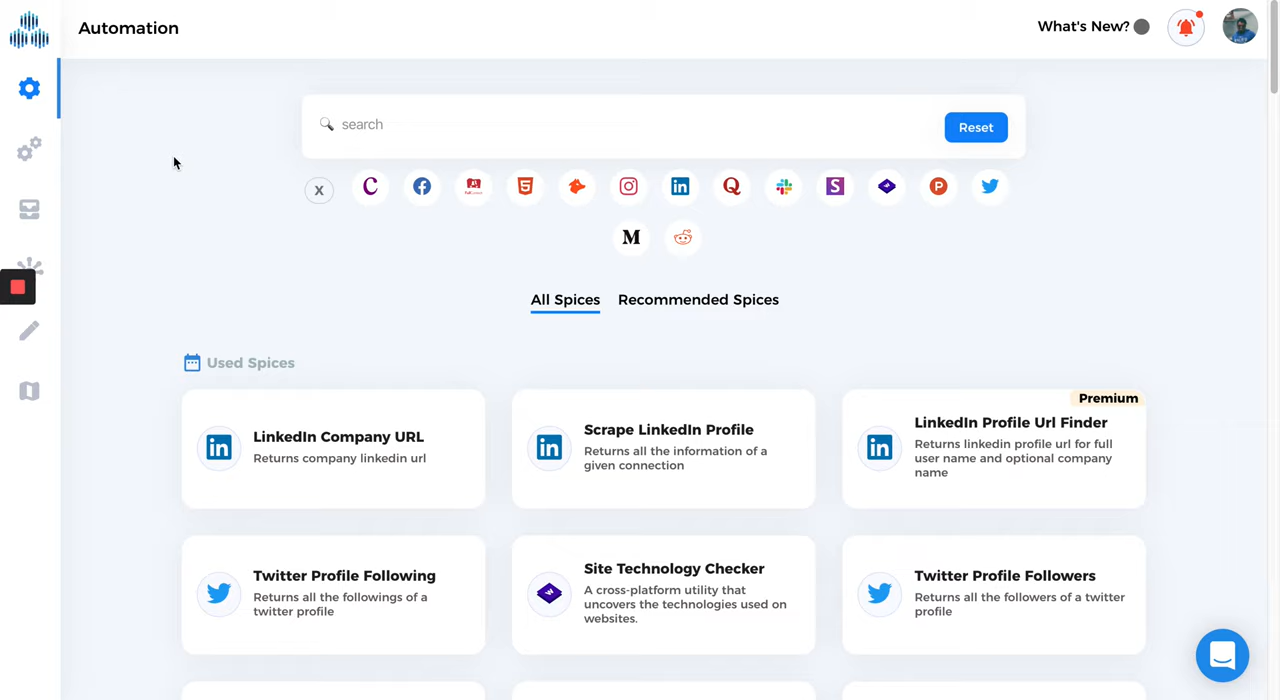 Automation
What's New?
search
Reset
X
All Spices
Recommended Spices
Used Spices
LinkedIn Company URL
Returns company linkedin url
Scrape LinkedIn Profile
Returns all the information of a
given connection
Premium
LinkedIn Profile Url Finder
Returns linkedin profile url for full
user name and optional company
name
Twitter Profile Following
Returns all the followings of a
twitter profile
Site Technology Checker
A cross-platform utility that
uncovers the technologies used on
websites.
Twitter Profile Followers
Returns all the followers of a twitter
profile